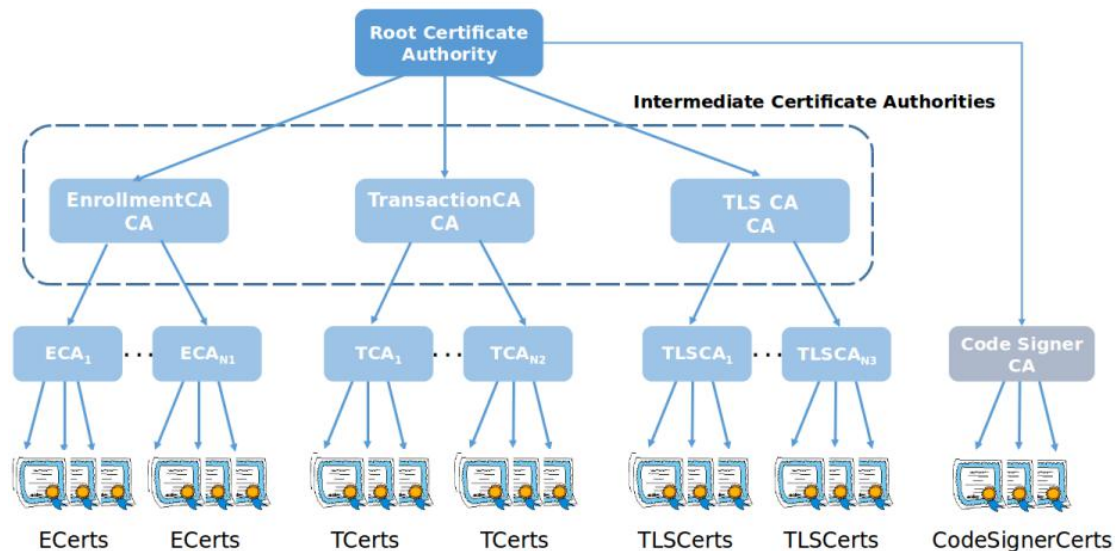 Root Certificate
Authority
Intermediate Certificate Authorities
EnrollmentCA
CA
TransactionCA
CA
TLS CA
CA
ECA1
. . .
ECAN1
TCA1
. . .
TCAN2
TLSCA1
. . .
TLSCAN3
Code Signer
CA
ECerts
ECerts
TCerts
TCerts
TLSCerts
TLSCerts
CodeSignerCerts